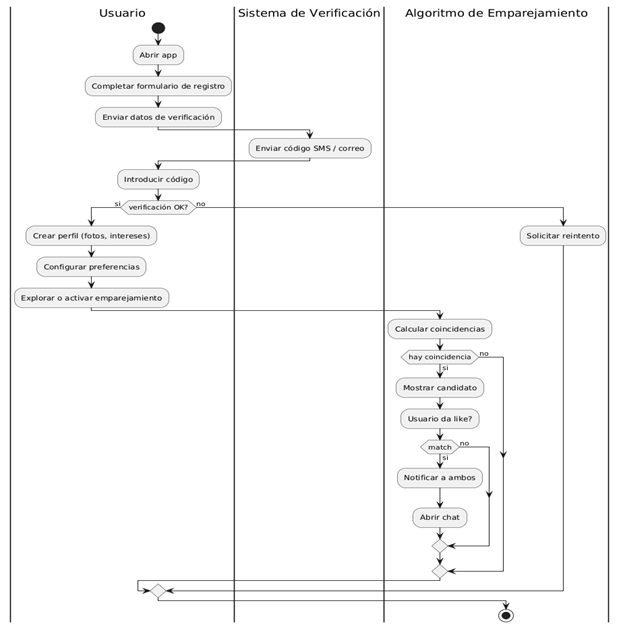 Usuario
Sistema de Verificación
Algoritmo de Emparejamiento
Abrir app
Completar formulario de registro
Enviar datos de verificación
Enviar código SMS / correo
Introducir código
si
verificación OK?
no
Crear perfil (fotos, intereses)
Solicitar reintento
Configurar preferencias
Explorar o activar emparejamiento
Calcular coincidencias
hay coincidencia
no
si
Mostrar candidato
Usuario da like?
match
no
si
Notificar a ambos
Abrir chat